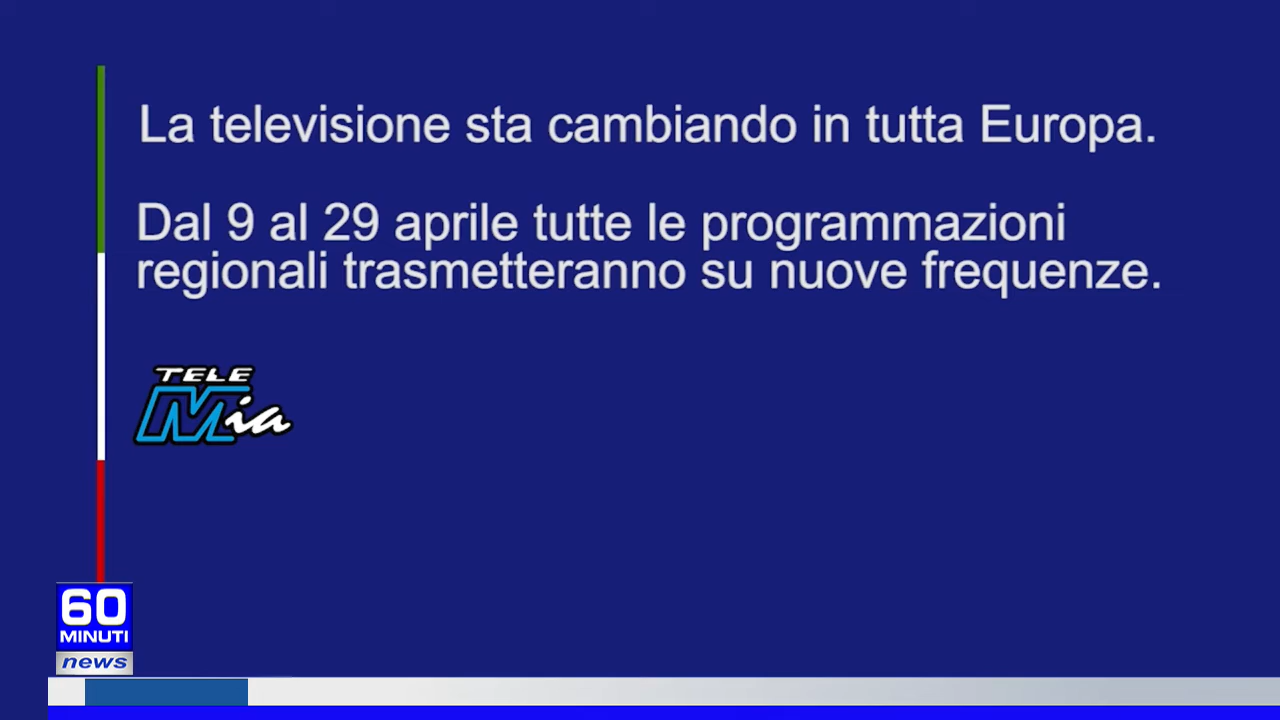 La televisione sta cambiando in tutta Europa.
Dal 9 al 29 aprile tutte le programmazioni
regionali trasmetteranno su nuove frequenze.
TELE
Mia
60
MINUTI
news